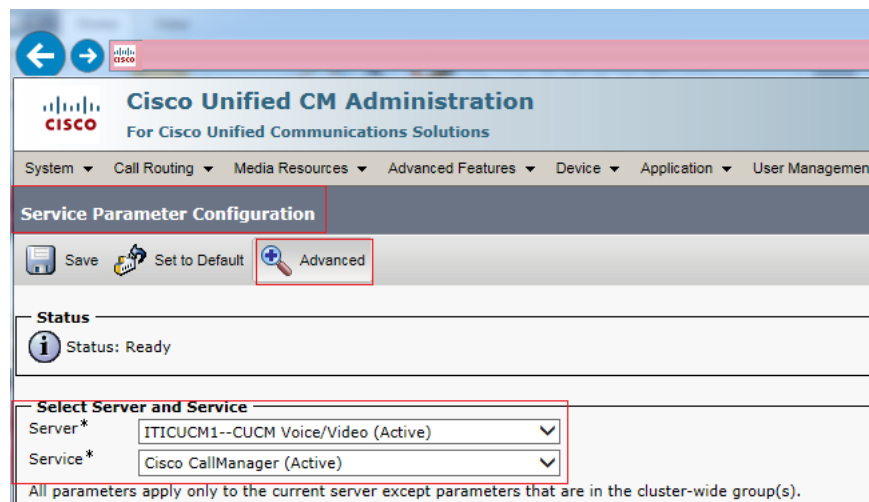 CISCO
CISCO
Cisco Unified CM Administration
For Cisco Unified Communications Solutions
System Call Routing Media Resources Advanced Features Device Application User Managemen
Service Parameter Configuration
Save Set to Default Advanced
Status
i Status: Ready
Select Server and Service
Server* ITICUCM1--CUCM Voice/Video (Active)
Service* Cisco CallManager (Active)
All parameters apply only to the current server except parameters that are in the cluster-wide group(s).